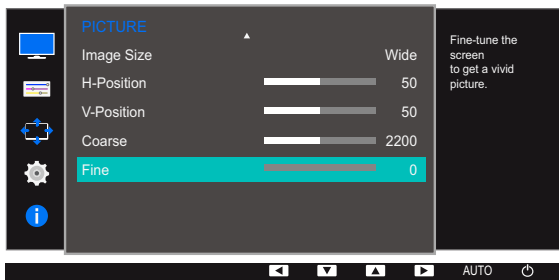 PICTURE
Image Size Wide
H-Position 50
V-Position 50
Coarse 2200
Fine 0
Fine-tune the
screen
to get a vivid
picture.
i
AUTO